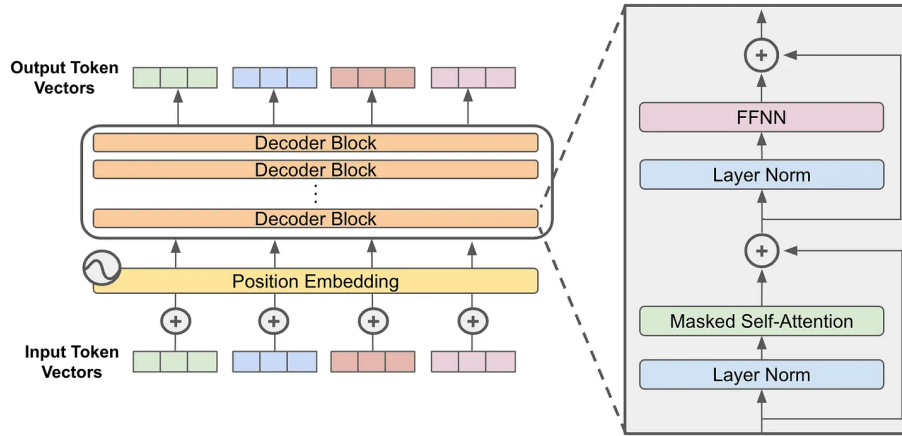 Output Token
Vectors
Decoder Block
Decoder Block
⋮
Decoder Block
Position Embedding
Input Token
Vectors
FFNN
Layer Norm
Masked Self-Attention
Layer Norm